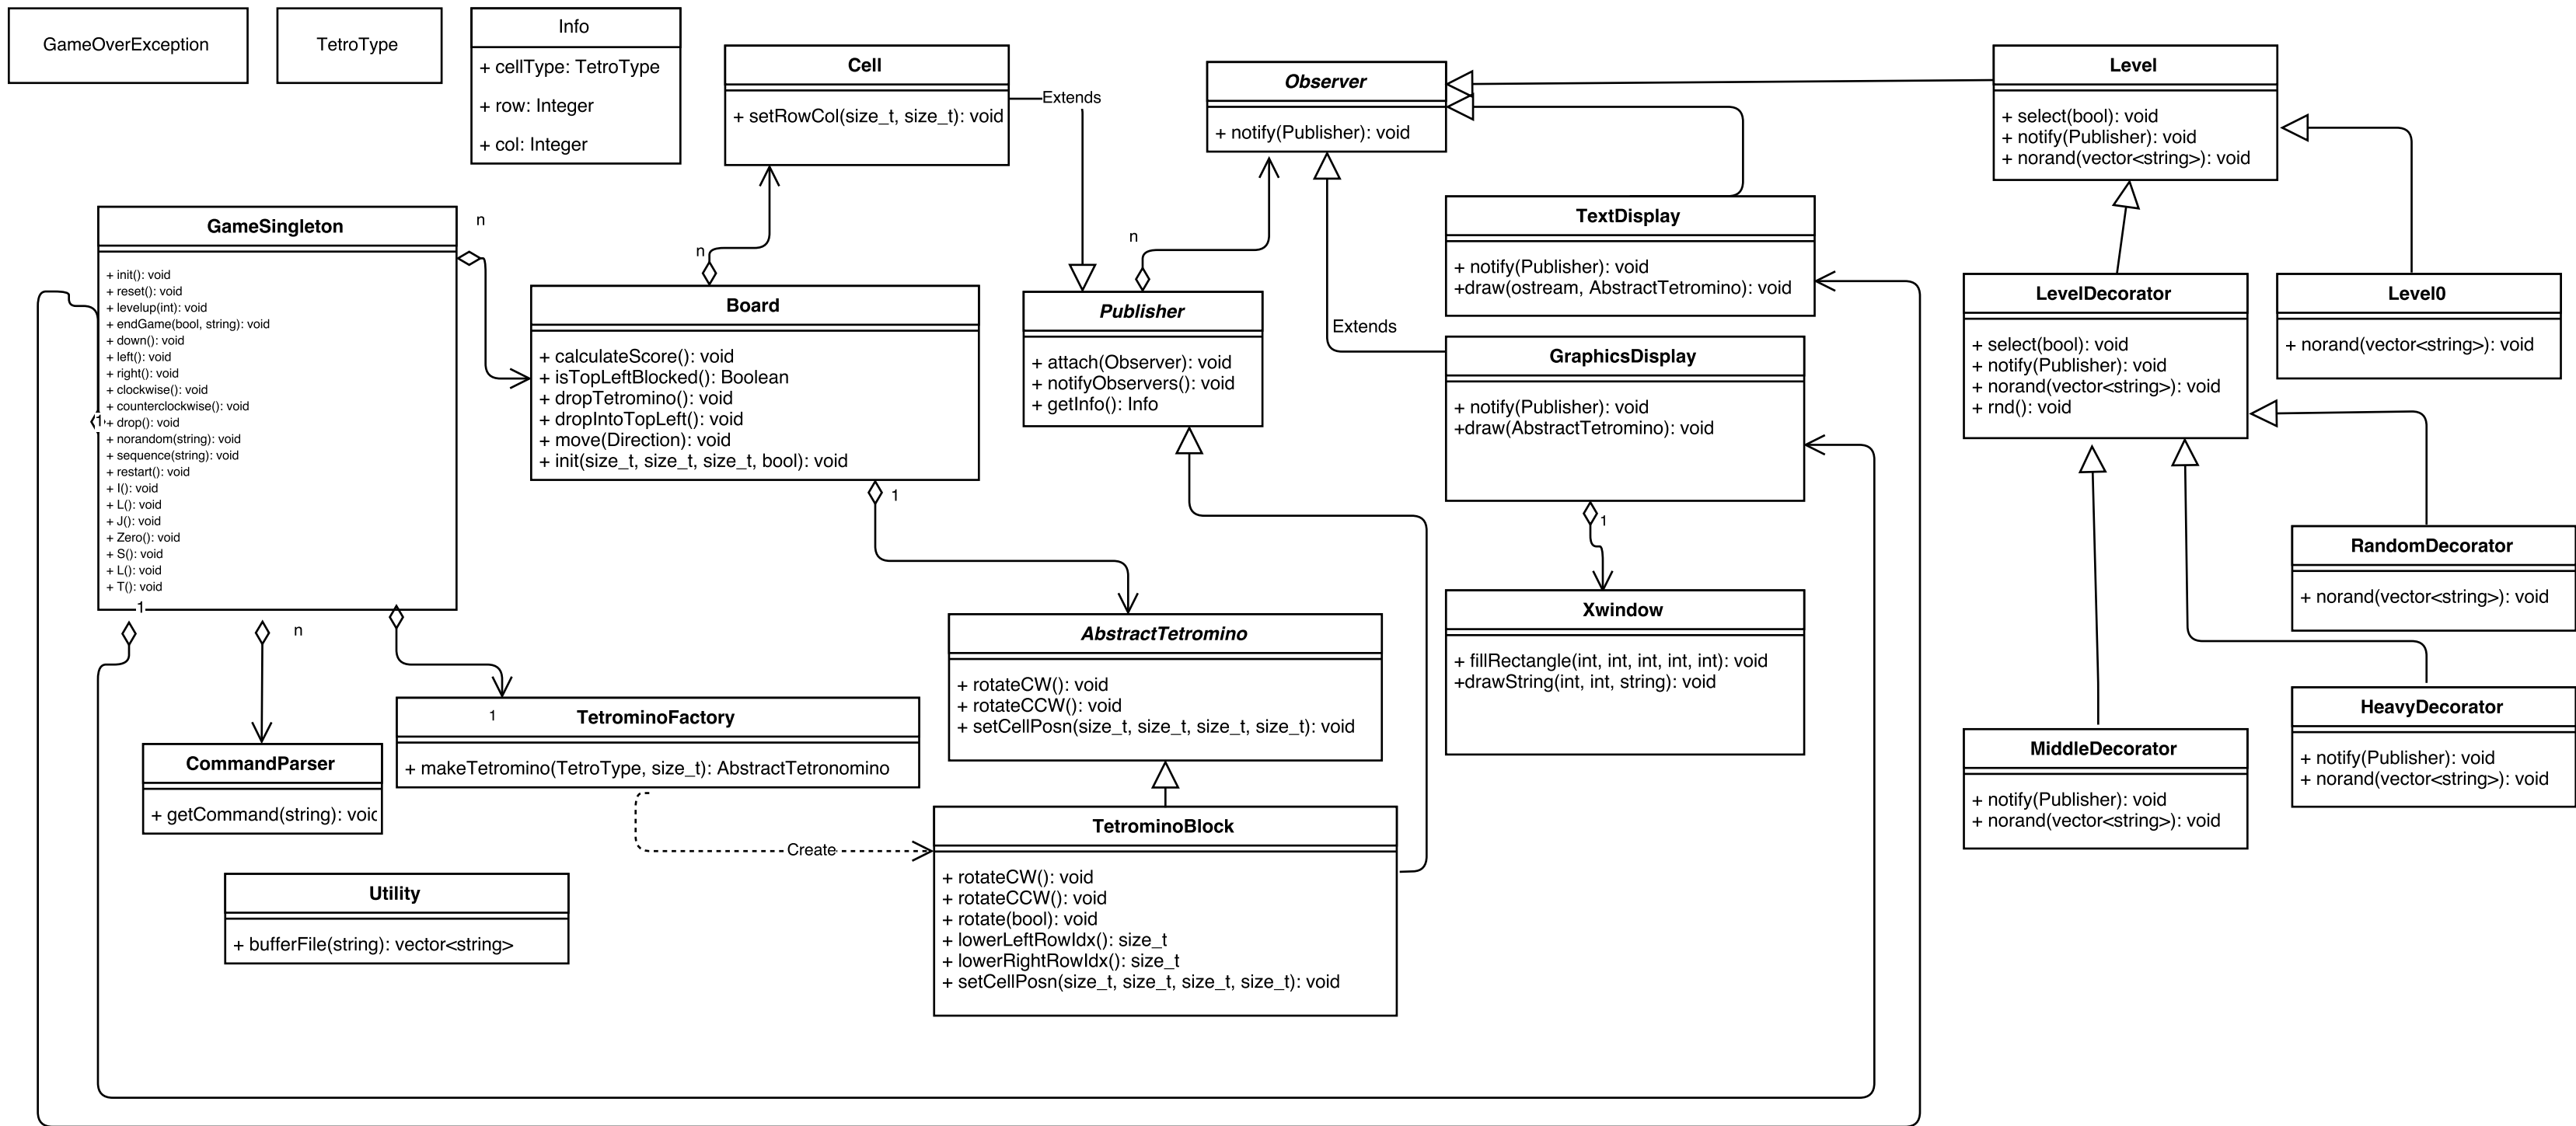 GameOverException
TetroType
Info
+ cellType: TetroType
+ row: Integer
+ col: Integer
Cell
+ setRowCol(size_t, size_t): void
Extends
Observer
+ notify(Publisher): void
Level
+ select(bool): void
+ notify(Publisher): void
+ norand(vector<string>): void
GameSingleton
+ init(): void
+ reset(): void
+ levelup(int): void
+ endGame(bool, string): void
+ down(): void
+ left(): void
+ right(): void
+ clockwise(): void
+ counterclockwise(): void
+ drop(): void
+ norandom(string): void
+ sequence(string): void
+ restart(): void
+ I(): void
+ L(): void
+ J(): void
+ Zero(): void
+ S(): void
+ L(): void
+ T(): void
n
1
1
n
n
Board
+ calculateScore(): void
+ isTopLeftBlocked(): Boolean
+ dropTetromino(): void
+ dropIntoTopLeft(): void
+ move(Direction): void
+ init(size_t, size_t, size_t, bool): void
1
n
Publisher
+ attach(Observer): void
+ notifyObservers(): void
+ getInfo(): Info
TextDisplay
+ notify(Publisher): void
+draw(ostream, AbstractTetromino): void
Extends
GraphicsDisplay
+ notify(Publisher): void
+draw(AbstractTetromino): void
1
LevelDecorator
+ select(bool): void
+ notify(Publisher): void
+ norand(vector<string>): void
+ rnd(): void
Level0
+ norand(vector<string>): void
RandomDecorator
+ norand(vector<string>): void
Xwindow
+ fillRectangle(int, int, int, int, int): void
+drawString(int, int, string): void
AbstractTetromino
+ rotateCW(): void
+ rotateCCW(): void
+ setCellPosn(size_t, size_t, size_t, size_t): void
HeavyDecorator
+ notify(Publisher): void
+ norand(vector<string>): void
MiddleDecorator
+ notify(Publisher): void
+ norand(vector<string>): void
1
TetrominoFactory
+ makeTetromino(TetroType, size_t): AbstractTetronomino
CommandParser
+ getCommand(string): voic
Create
TetrominoBlock
+ rotateCW(): void
+ rotateCCW(): void
+ rotate(bool): void
+ lowerLeftRowIdx(): size_t
+ lowerRightRowIdx(): size_t
+ setCellPosn(size_t, size_t, size_t, size_t): void
Utility
+ bufferFile(string): vector<string>